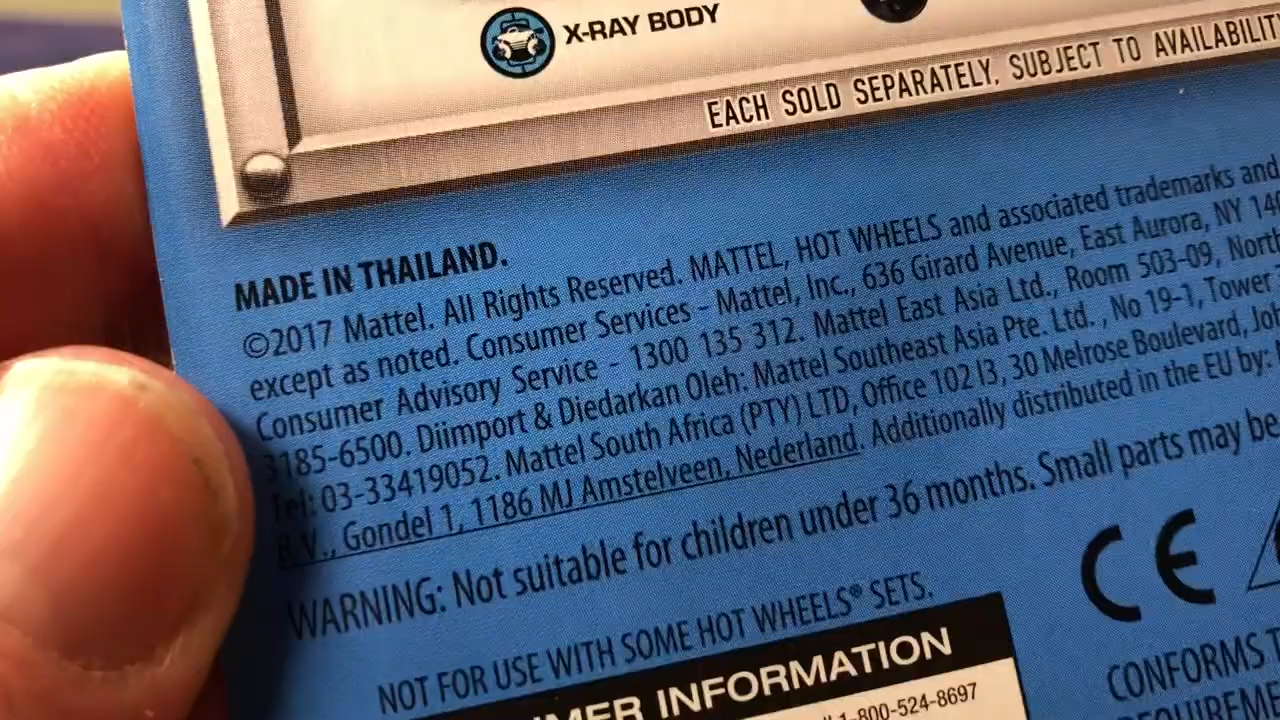 X-RAY BODY
EACH SOLD SEPARATELY. SUBJECT TO AVAILABILITY
MADE IN THAILAND.
©2017 Mattel. All Rights Reserved. MATTEL, HOT WHEELS and associated trademarks and
except as noted. Consumer Services - Mattel, Inc., 636 Girard Avenue, East Aurora, NY
Consumer Advisory Service - 1300 135 312. Mattel East Asia Ltd., Room 503-09, North
3185-6500. Diimport & Diedarkan Oleh: Mattel Southeast Asia Pte. Ltd. , No 19-1, Tower
Tel: 03-33419052. Mattel South Africa (PTY) LTD, Office 102 I3, 30 Melrose Boulevard,
B.V., Gondel 1, 1186 MJ Amstelveen, Nederland. Additionally distributed in the EU by:
WARNING: Not suitable for children under 36 months. Small parts may be
NOT FOR USE WITH SOME HOT WHEELS® SETS.
CE
INFORMATION
1-800-524-8697
CONFORMS